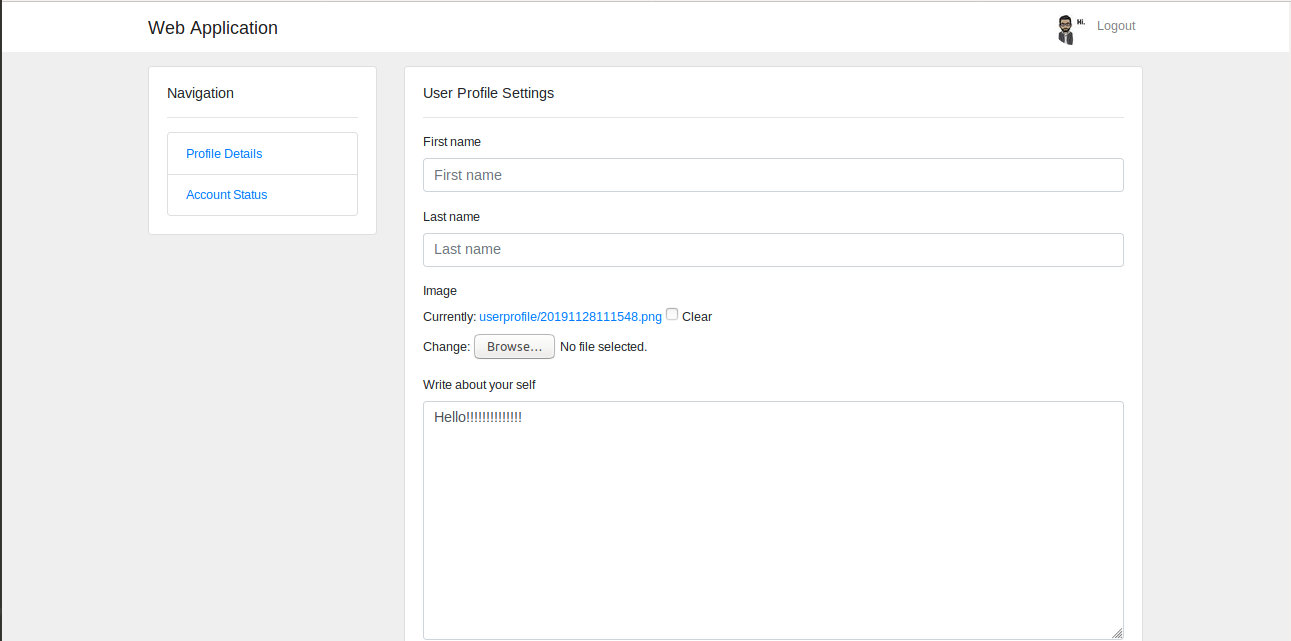 Web Application
Hi.
Logout
Navigation
Profile Details
Account Status
User Profile Settings
First name
First name
Last name
Last name
Image
Currently: userprofile/20191128111548.png Clear
Change: Browse... No file selected.
Write about your self
Hello!!!!!!!!!!!!!!